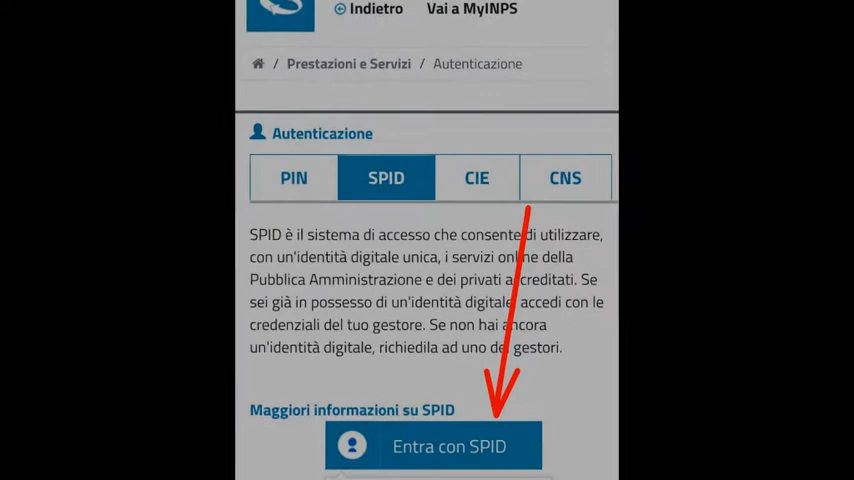 Indietro Vai a MyINPS
/ Prestazioni e Servizi / Autenticazione
Autenticazione
PIN SPID CIE CNS
SPID è il sistema di accesso che consente di utilizzare,
con un'identità digitale unica, i servizi online della
Pubblica Amministrazione e dei privati accreditati. Se
sei già in possesso di un'identità digitale, accedi con le
credenziali del tuo gestore. Se non hai ancora
un'identità digitale, richiedila ad uno dei gestori.
Maggiori informazioni su SPID
Entra con SPID